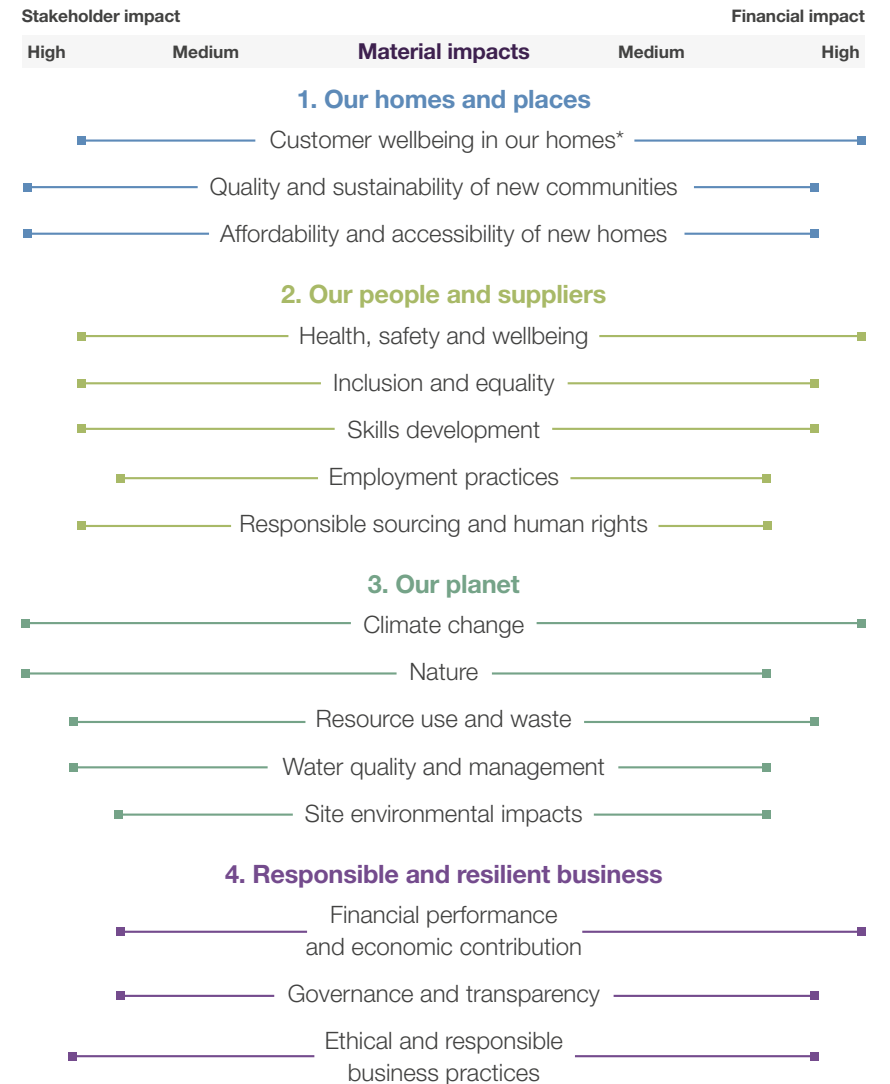 Stakeholder impact Financial impact
High Medium Material impacts Medium High
1. Our homes and places
Customer wellbeing in our homes*
Quality and sustainability of new communities
Affordability and accessibility of new homes
2. Our people and suppliers
Health, safety and wellbeing
Inclusion and equality
Skills development
Employment practices
Responsible sourcing and human rights
3. Our planet
Climate change
Nature
Resource use and waste
Water quality and management
Site environmental impacts
4. Responsible and resilient business
Financial performance
and economic contribution
Governance and transparency
Ethical and responsible
business practices